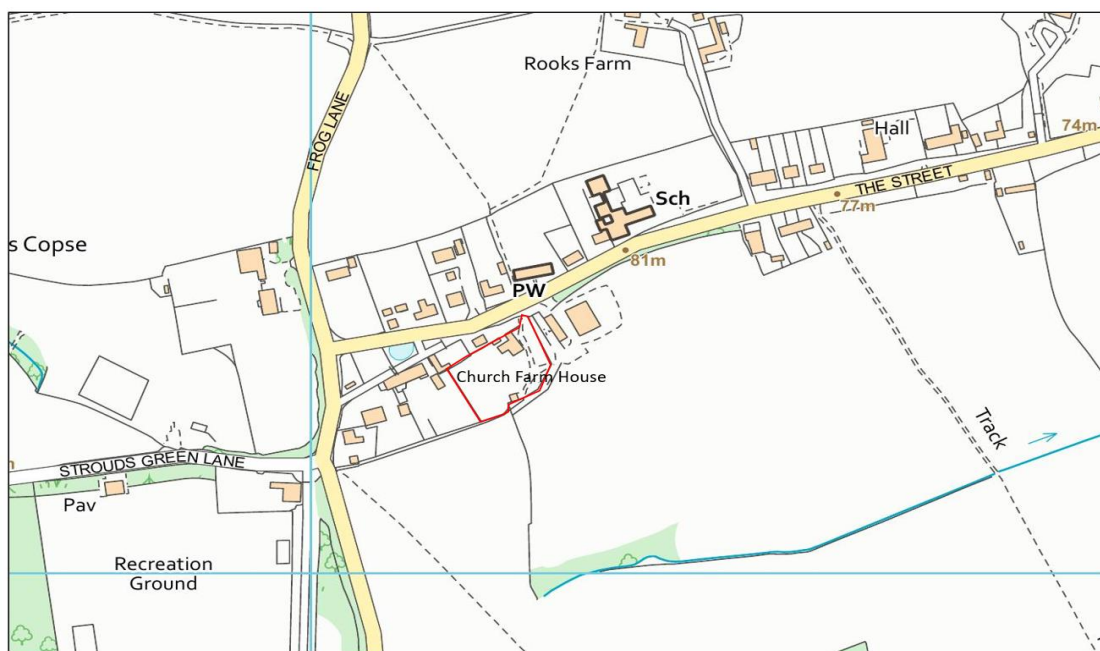 Rooks Farm
FROG LANE
Hall
74m
THE STREET
77m
Sch
81m
s Copse
PW
Church Farm House
Track
STROUDS GREEN LANE
Pav
Recreation
Ground